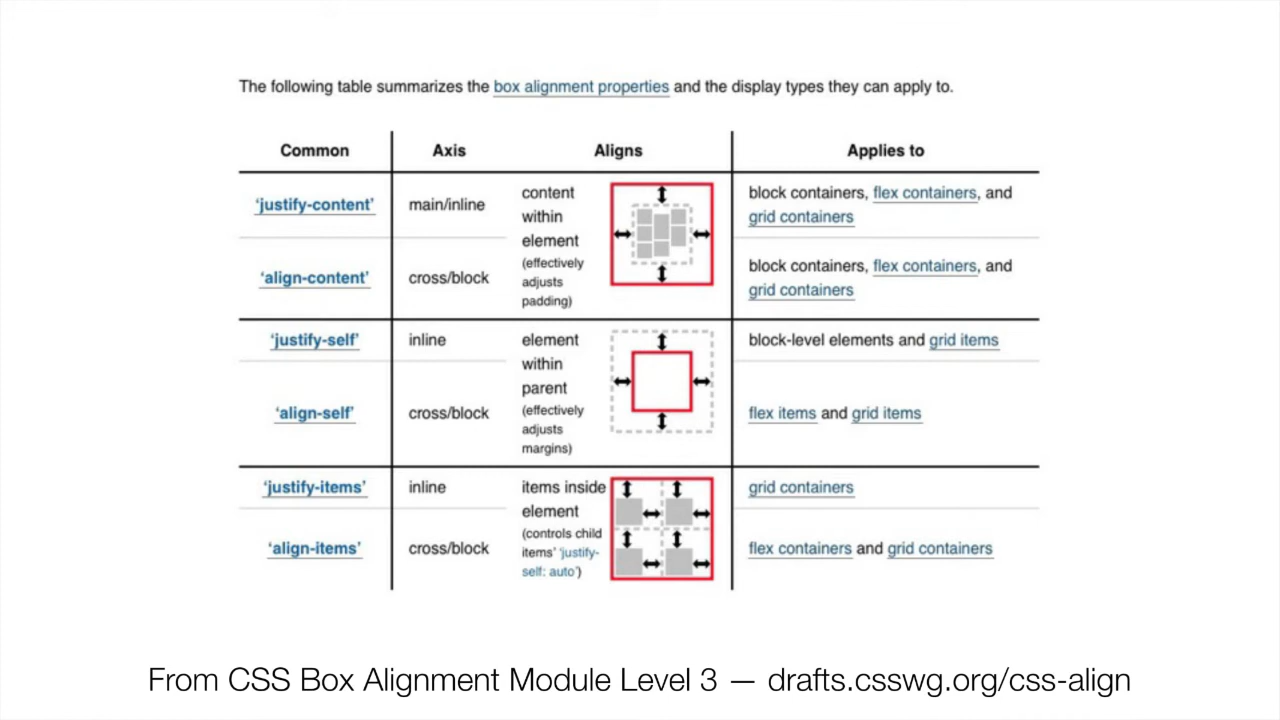 The following table summarizes the box alignment properties and the display types they can apply to.
Common Axis Aligns Applies to
'justify-content' main/inline
content
within
element
(effectively
adjusts
padding)
block containers, flex containers, and
grid containers
'align-content' cross/block
block containers, flex containers, and
grid containers
'justify-self' inline
element
within
parent
(effectively
adjusts
margins)
block-level elements and grid items
'align-self' cross/block
flex items and grid items
'justify-items' inline
items inside
element
(controls child
items' 'justify-
self: auto')
grid containers
'align-items' cross/block
flex containers and grid containers
From CSS Box Alignment Module Level 3 — drafts.csswg.org/css-align